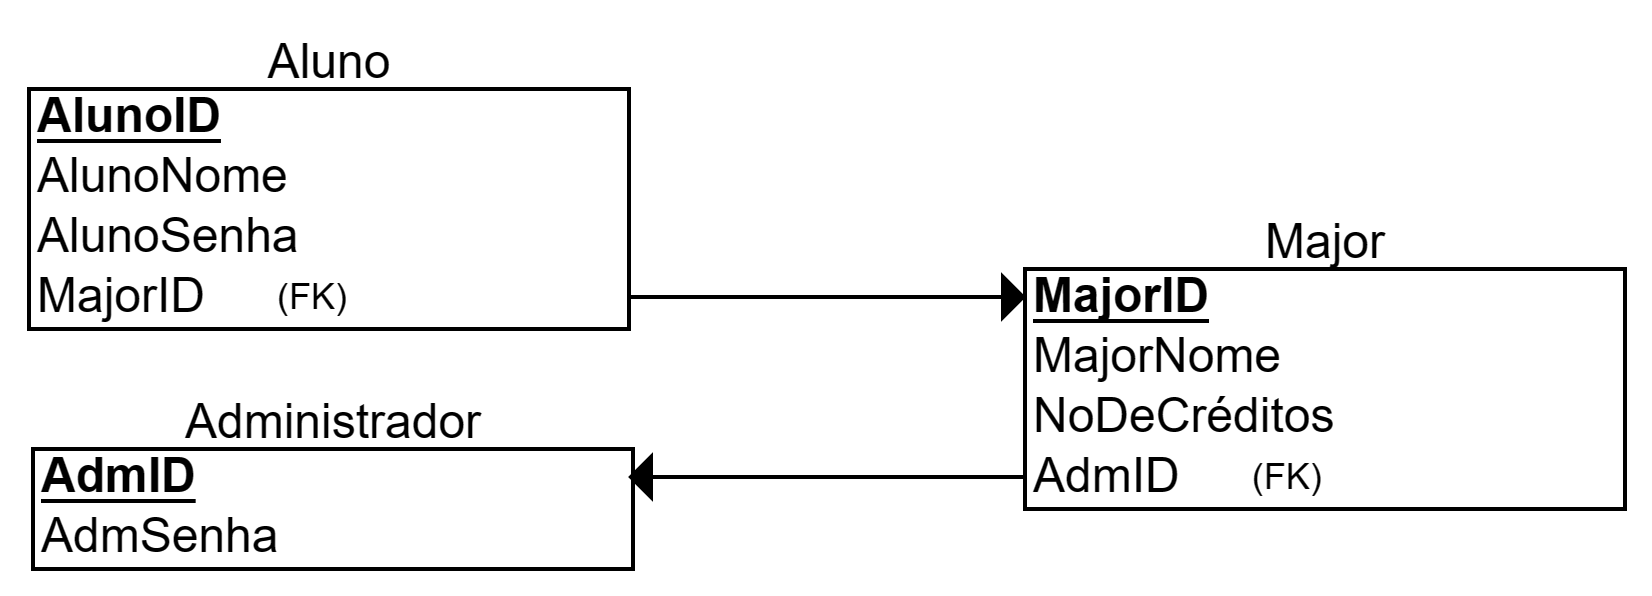 Aluno
AlunoID
AlunoNome
AlunoSenha
MajorID (FK)
Major
MajorID
MajorNome
NoDeCréditos
AdmID (FK)
Administrador
AdmID
AdmSenha